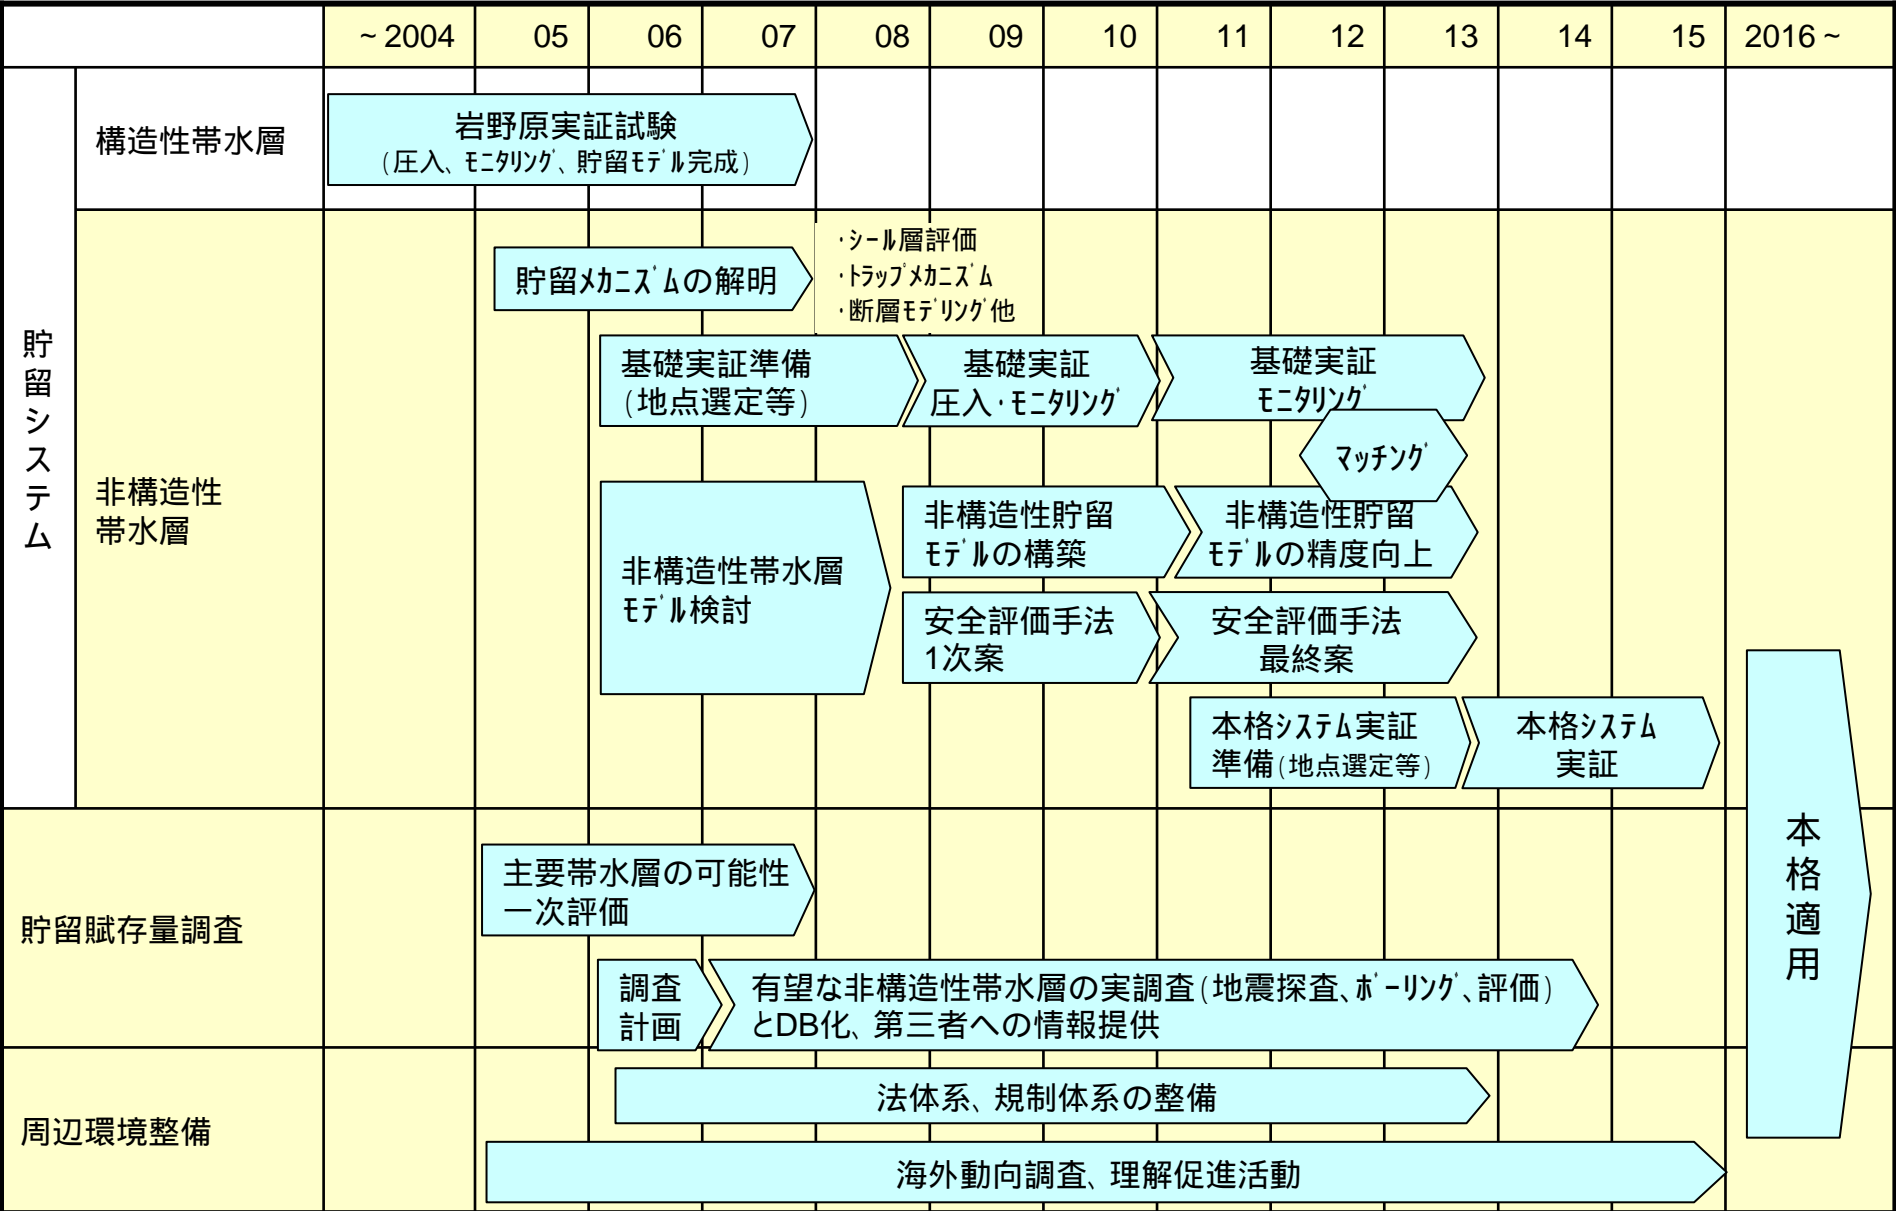 ~ 2004 05 06 07 08 09 10 11 12 13 14 15 2016 ~
貯留システム
構造性帯水層
岩野原実証試験
(圧入、ﾓﾆﾀﾘﾝｸﾞ、貯留ﾓﾃﾞﾙ完成)
非構造性
帯水層
貯留ﾒｶﾆｽﾞﾑの解明
・ｼｰﾙ層評価
・ﾄﾗｯﾌﾟﾒｶﾆｽﾞﾑ
・断層ﾓﾃﾞﾘﾝｸﾞ他
基礎実証準備
(地点選定等)
基礎実証
圧入・ﾓﾆﾀﾘﾝｸﾞ
基礎実証
ﾓﾆﾀﾘﾝｸﾞ
ﾏｯﾁﾝｸﾞ
非構造性帯水層
ﾓﾃﾞﾙ検討
非構造性貯留
ﾓﾃﾞﾙの構築
非構造性貯留
ﾓﾃﾞﾙの精度向上
安全評価手法
1次案
安全評価手法
最終案
本格ｼｽﾃﾑ実証
準備(地点選定等)
本格ｼｽﾃﾑ
実証
本格適用
貯留賦存量調査
主要帯水層の可能性
一次評価
調査
計画
有望な非構造性帯水層の実調査(地震探査、ﾎﾞｰﾘﾝｸﾞ、評価)
とDB化、第三者への情報提供
周辺環境整備
法体系、規制体系の整備
海外動向調査、理解促進活動